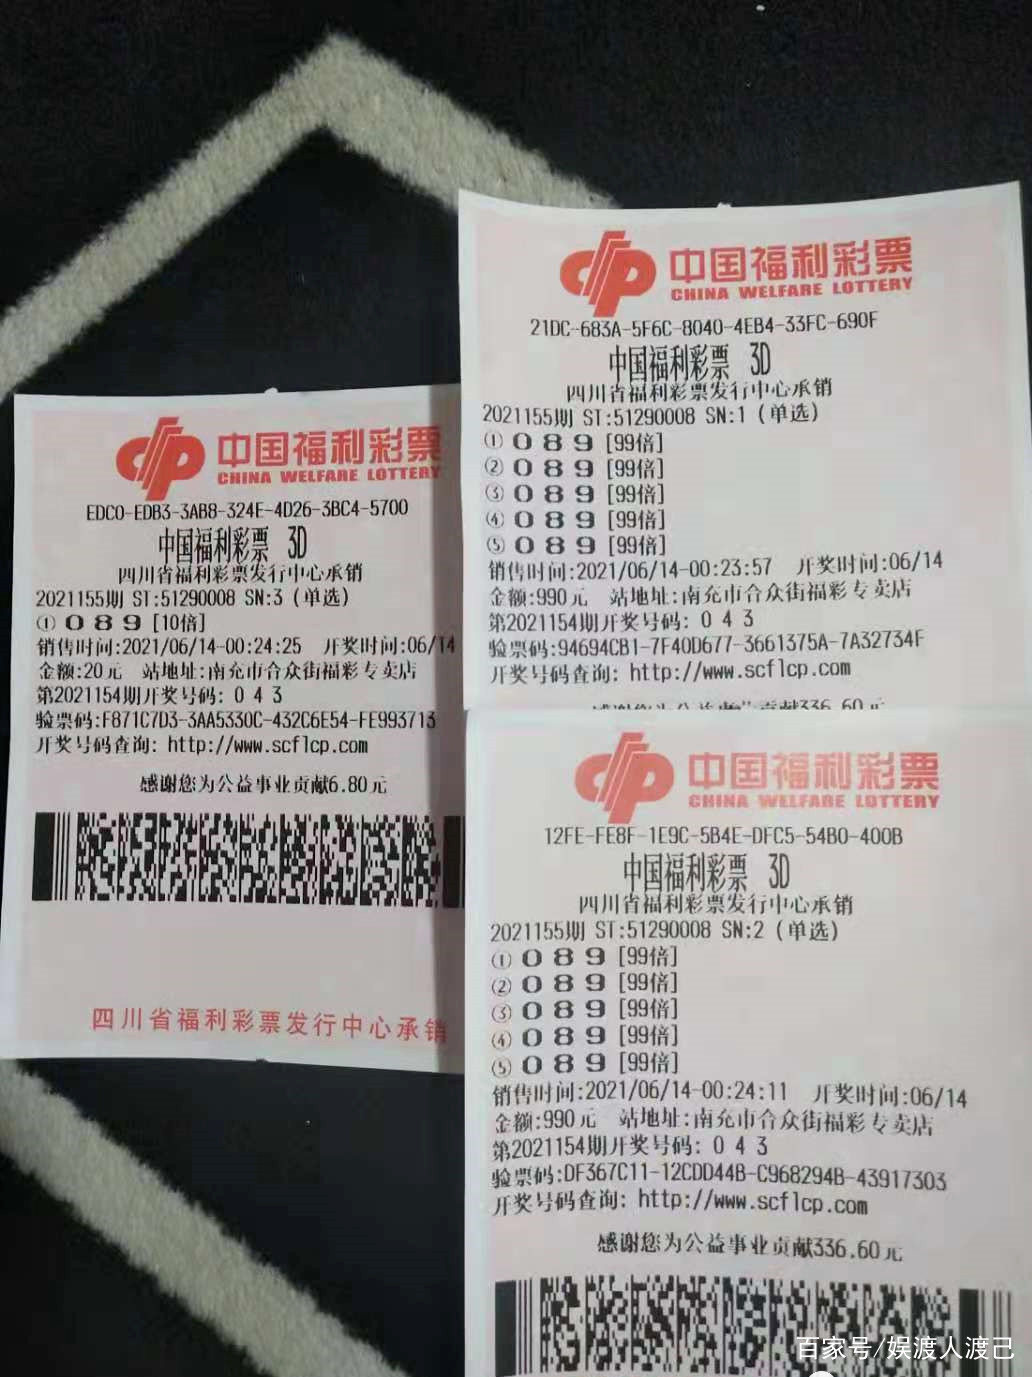 中国福利彩票
CHINA WELFARE LOTTERY
21DC-683A-5F6C-8040-4EB4-33FC-690F
中国福利彩票 3D
四川省福利彩票发行中心承销
2021155期 ST:51290008 SN:1 (单选)
① 0 8 9 [99倍]
② 0 8 9 [99倍]
③ 0 8 9 [99倍]
④ 0 8 9 [99倍]
⑤ 0 8 9 [99倍]
销售时间:2021/06/14-00:23:57 开奖时间:06/14
金额:990元 站地址:南充市合众街福彩专卖店
第2021154期开奖号码: 0 4 3
验票码:94694CB1-7F40D677-3661375A-7A32734F
开奖号码查询: http://www.scflcp.com
感谢您为公益事业贡献336.60元
中国福利彩票
CHINA WELFARE LOTTERY
EDC0-EDB3-3AB8-324E-4D26-3BC4-5700
中国福利彩票 3D
四川省福利彩票发行中心承销
2021155期 ST:51290008 SN:3 (单选)
① 0 8 9 [10倍]
销售时间:2021/06/14-00:24:25 开奖时间:06/14
金额:20元 站地址:南充市合众街福彩专卖店
第2021154期开奖号码: 0 4 3
验票码:F871C7D3-3AA5330C-432C6E54-FE993713
开奖号码查询: http://www.scflcp.com
感谢您为公益事业贡献6.80元
四川省福利彩票发行中心承销
中国福利彩票
CHINA WELFARE LOTTERY
12FE-FE8F-1E9C-5B4E-DFC5-54B0-400B
中国福利彩票 3D
四川省福利彩票发行中心承销
2021155期 ST:51290008 SN:2 (单选)
① 0 8 9 [99倍]
② 0 8 9 [99倍]
③ 0 8 9 [99倍]
④ 0 8 9 [99倍]
⑤ 0 8 9 [99倍]
销售时间:2021/06/14-00:24:11 开奖时间:06/14
金额:990元 站地址:南充市合众街福彩专卖店
第2021154期开奖号码: 0 4 3
验票码:DF367C11-12CDD44B-C968294B-43917303
开奖号码查询: http://www.scflcp.com
感谢您为公益事业贡献336.60元
百家号/娱渡人渡己